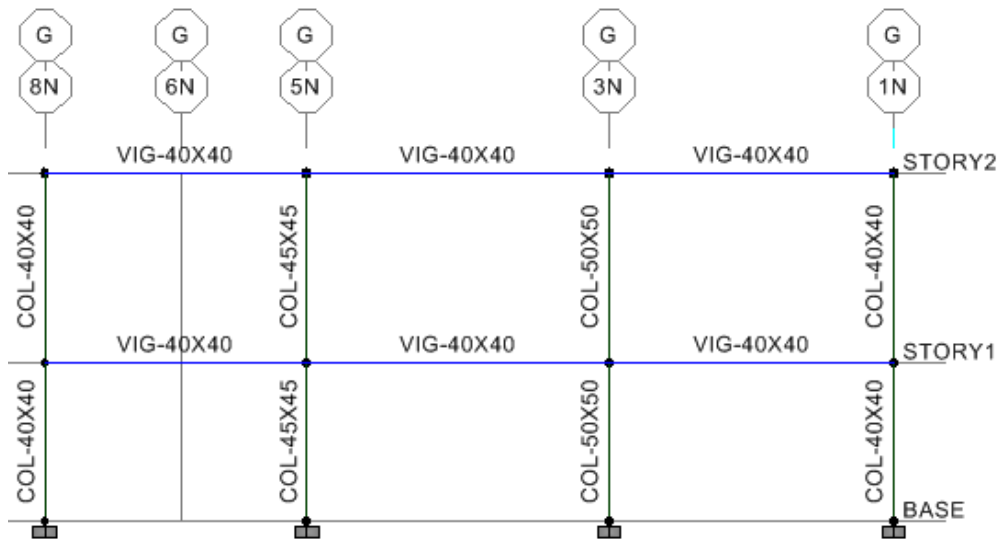 G G G G G
8N 6N 5N 3N 1N
VIG-40X40 VIG-40X40 VIG-40X40
STORY2
COL-40X40 COL-45X45 COL-50X50 COL-40X40
VIG-40X40 VIG-40X40 VIG-40X40
STORY1
COL-40X40 COL-45X45 COL-50X50 COL-40X40
BASE